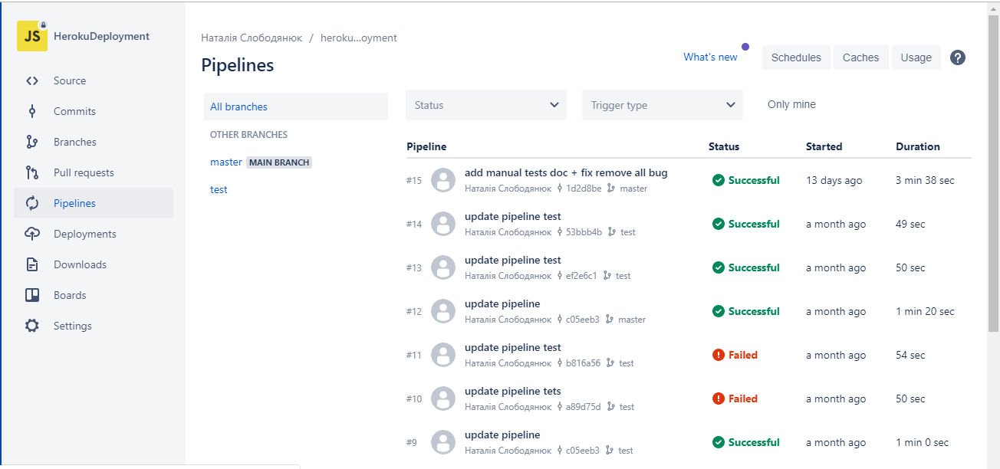 JS HerokuDeployment
Source
Commits
Branches
Pull requests
Pipelines
Deployments
Downloads
Boards
Settings
Наталія Слободянюк / heroku...oyment
Pipelines
What's new
Schedules
Caches
Usage
?
All branches
OTHER BRANCHES
master MAIN BRANCH
test
Status
Trigger type
Only mine
Pipeline Status Started Duration
#15 add manual tests doc + fix remove all bug Successful 13 days ago 3 min 38 sec
Наталія Слободянюк 1d2d8be master
#14 update pipeline test Successful a month ago 49 sec
Наталія Слободянюк 53bbb4b test
#13 update pipeline test Successful a month ago 50 sec
Наталія Слободянюк ef2e6c1 test
#12 update pipeline Successful a month ago 1 min 20 sec
Наталія Слободянюк c05eeb3 master
#11 update pipeline test Failed a month ago 54 sec
Наталія Слободянюк b816a56 test
#10 update pipeline tets Failed a month ago 50 sec
Наталія Слободянюк a89d75d test
#9 update pipeline Successful a month ago 1 min 0 sec
Наталія Слободянюк c05eeb3 test